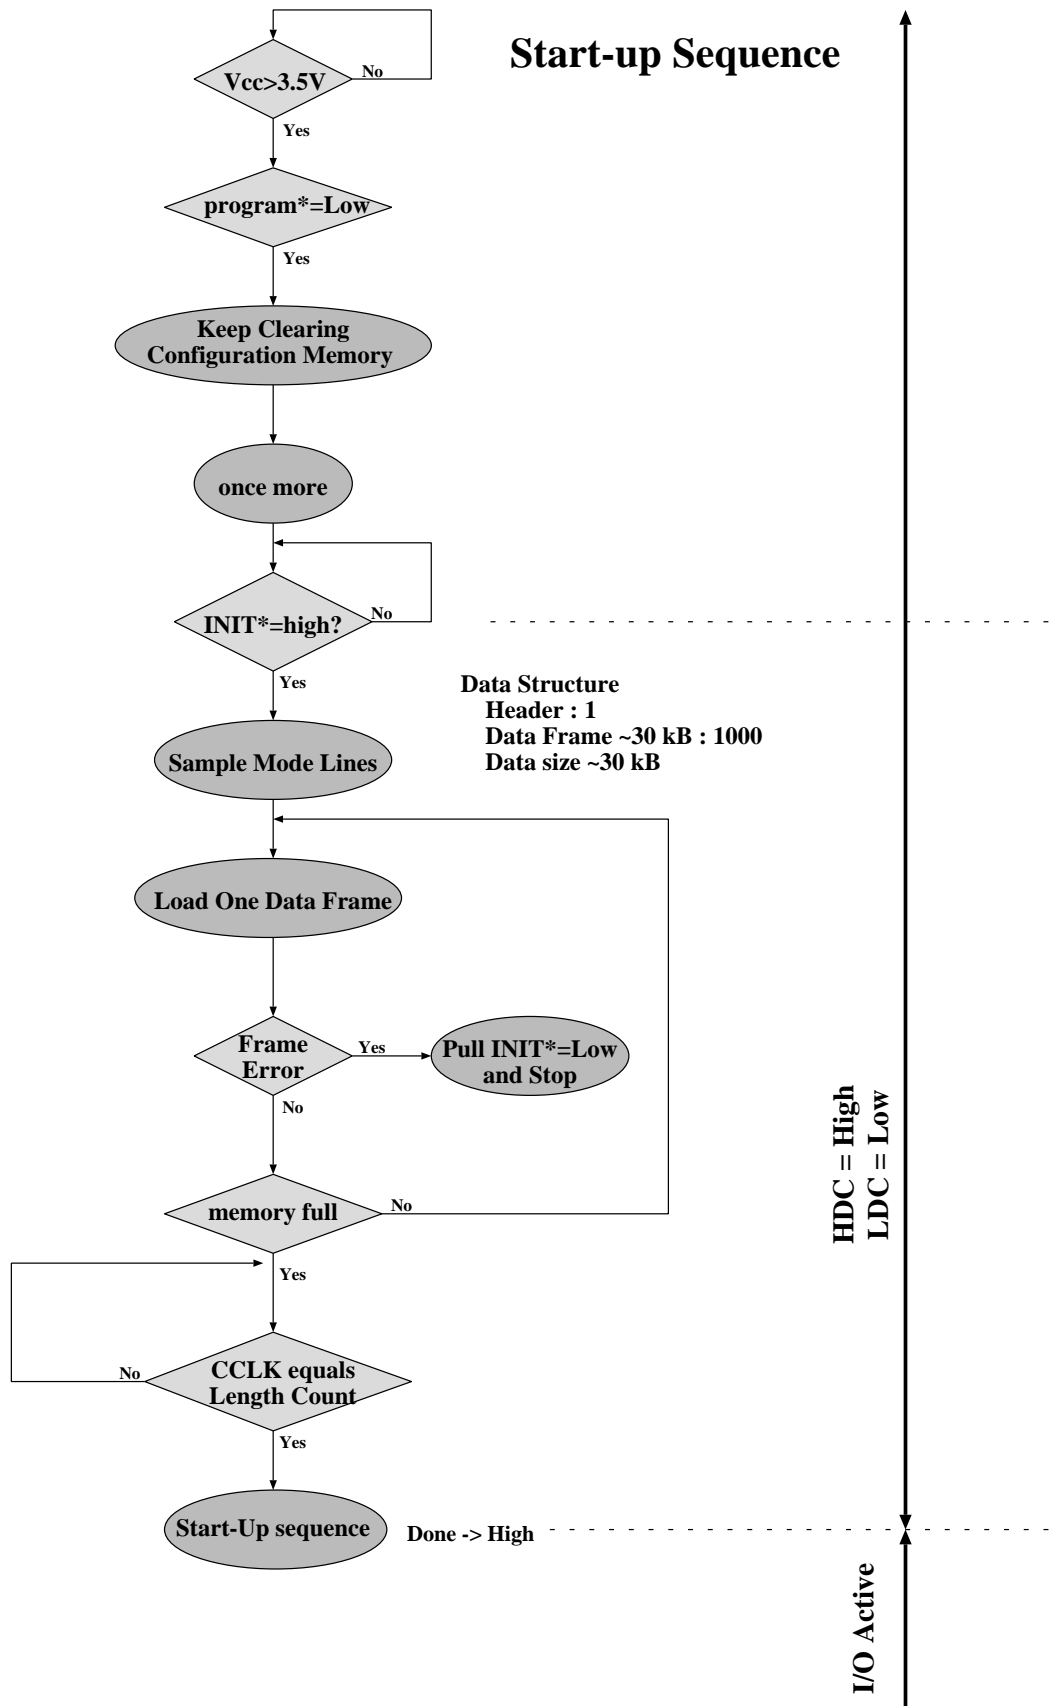 Start-up Sequence
Vcc>3.5V
No
Yes
program*=Low
Yes
Keep Clearing
Configuration Memory
once more
INIT*=high?
No
Yes
Data Structure
Header : 1
Data Frame ~30 kB : 1000
Data size ~30 kB
Sample Mode Lines
Load One Data Frame
Frame
Error
Yes
Pull INIT*=Low
and Stop
No
HDC = High
LDC = Low
memory full
No
Yes
CCLK equals
Length Count
No
Yes
Start-Up sequence
Done -> High
I/O Active